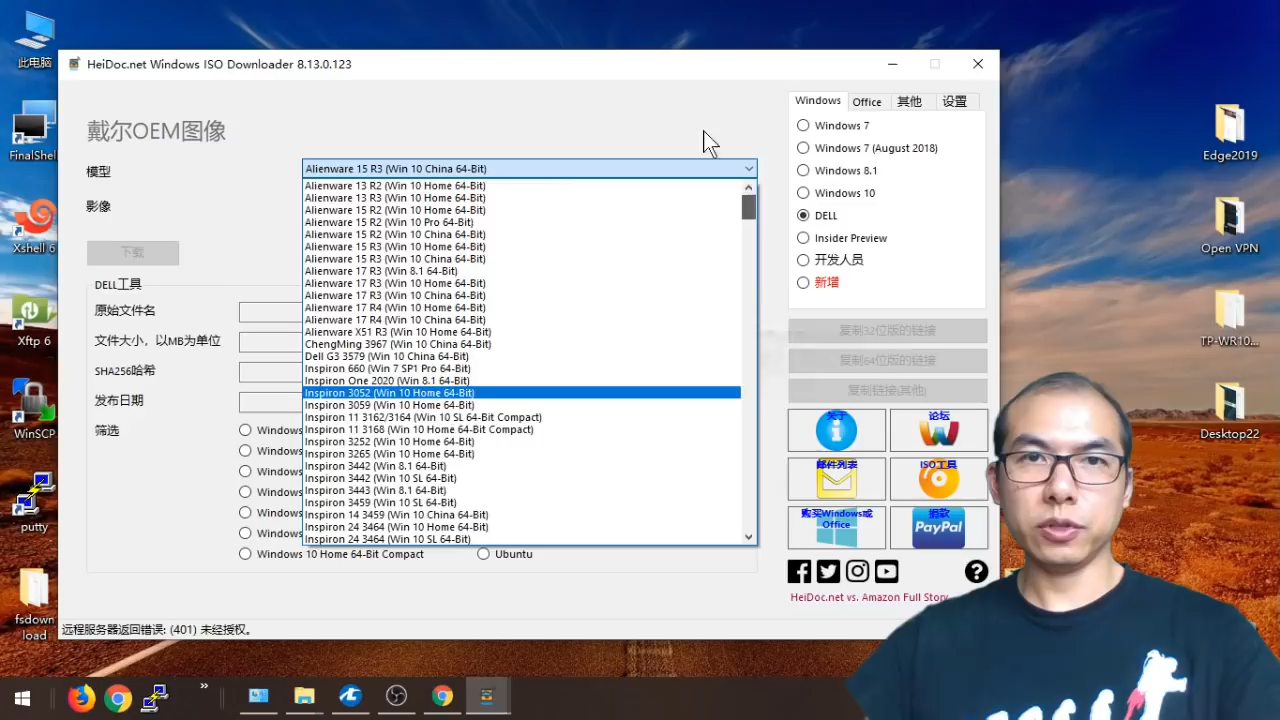 此电脑
FinalShell
Xshell 6
Xftp 6
WinSCP
putty
fsdown
load
HeiDoc.net Windows ISO Downloader 8.13.0.123
戴尔OEM图像
模型
影像
下载
DELL工具
原始文件名
文件大小，以MB为单位
SHA256哈希
发布日期
筛选
Alienware 15 R3 (Win 10 China 64-Bit)
Alienware 13 R2 (Win 10 Home 64-Bit)
Alienware 13 R3 (Win 10 Home 64-Bit)
Alienware 15 R2 (Win 10 Home 64-Bit)
Alienware 15 R2 (Win 10 Pro 64-Bit)
Alienware 15 R2 (Win 10 China 64-Bit)
Alienware 15 R3 (Win 10 Home 64-Bit)
Alienware 15 R3 (Win 10 China 64-Bit)
Alienware 17 R3 (Win 8.1 64-Bit)
Alienware 17 R3 (Win 10 Home 64-Bit)
Alienware 17 R3 (Win 10 China 64-Bit)
Alienware 17 R4 (Win 10 Home 64-Bit)
Alienware 17 R4 (Win 10 China 64-Bit)
Alienware X51 R3 (Win 10 Home 64-Bit)
ChengMing 3967 (Win 10 China 64-Bit)
Dell G3 3579 (Win 10 China 64-Bit)
Inspiron 660 (Win 7 SP1 Pro 64-Bit)
Inspiron One 2020 (Win 8.1 64-Bit)
Inspiron 3052 (Win 10 Home 64-Bit)
Inspiron 3059 (Win 10 Home 64-Bit)
Inspiron 11 3162/3164 (Win 10 SL 64-Bit Compact)
Inspiron 11 3168 (Win 10 Home 64-Bit Compact)
Inspiron 3252 (Win 10 Home 64-Bit)
Inspiron 3265 (Win 10 Home 64-Bit)
Inspiron 3442 (Win 8.1 64-Bit)
Inspiron 3442 (Win 10 SL 64-Bit)
Inspiron 3443 (Win 8.1 64-Bit)
Inspiron 3459 (Win 10 SL 64-Bit)
Inspiron 14 3459 (Win 10 China 64-Bit)
Inspiron 24 3464 (Win 10 Home 64-Bit)
Inspiron 24 3464 (Win 10 SL 64-Bit)
Windows
Windows
Windows
Windows
Windows
Windows
Windows 10 Home 64-Bit Compact
Ubuntu
远程服务器返回错误: (401) 未经授权。
Windows
Office
其他
设置
Windows 7
Windows 7 (August 2018)
Windows 8.1
Windows 10
DELL
Insider Preview
开发人员
新增
复制32位版的链接
复制64位版的链接
复制链接(其他)
关于
论坛
邮件列表
ISO工具
购买Windows或
Office
捐款
PayPal
HeiDoc.net vs. Amazon Full Story
Edge2019
Open VPN
TP-WR10...
Desktop22